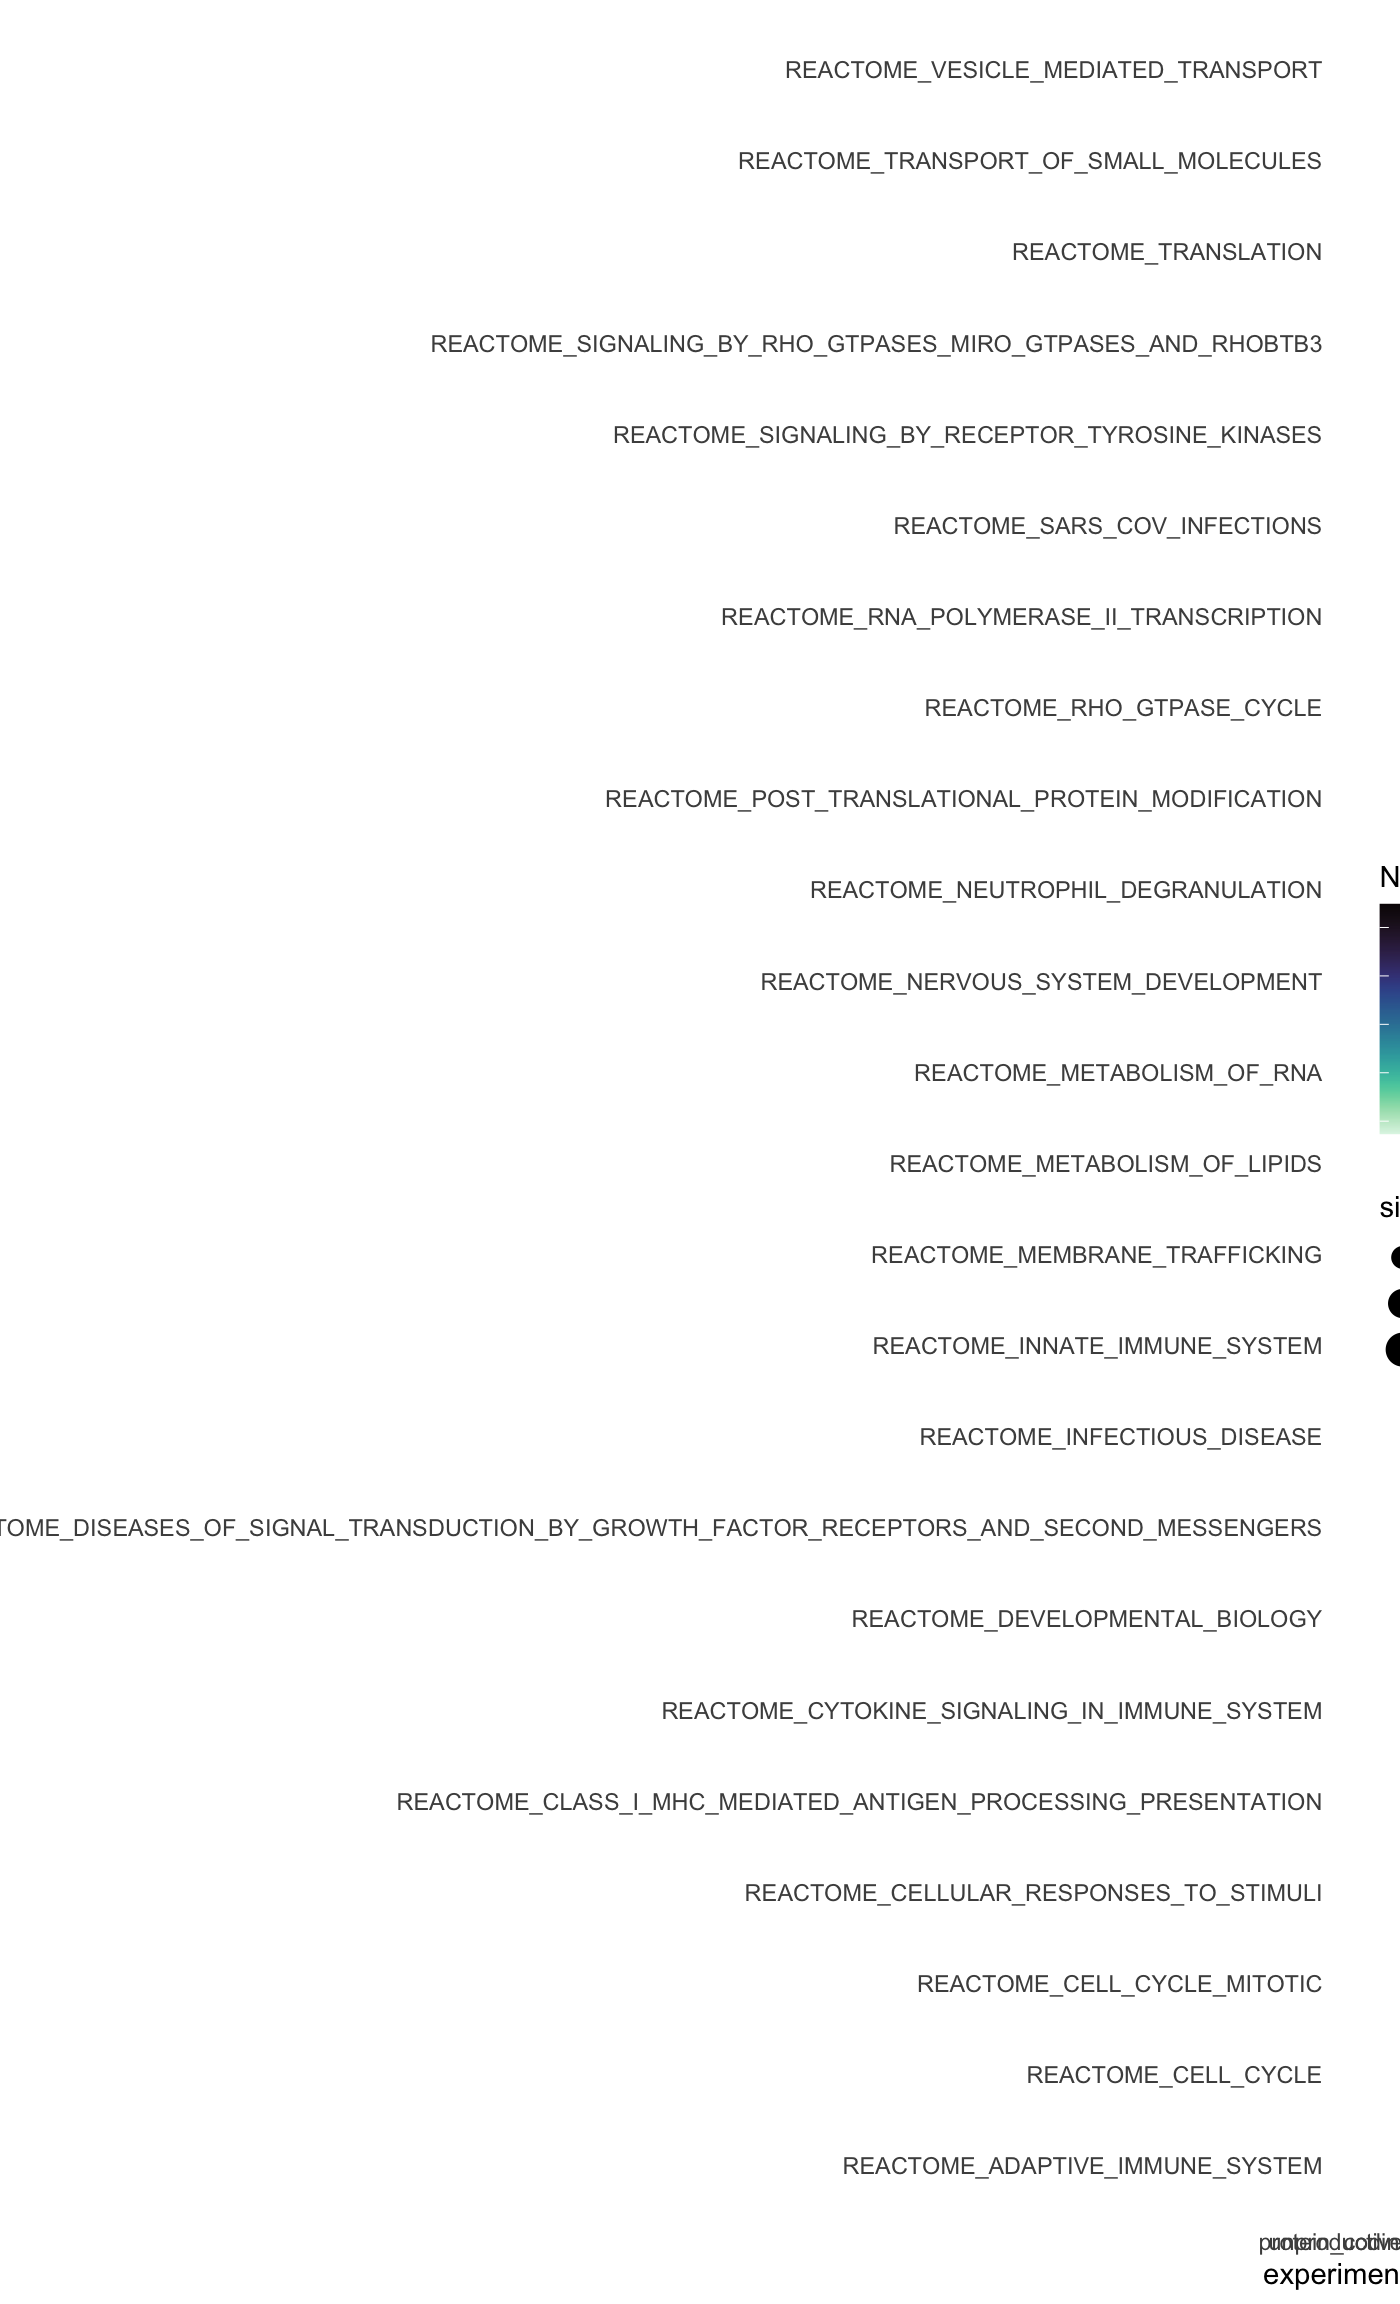 REACTOME_VESICLE_MEDIATED_TRANSPORT
REACTOME_TRANSPORT_OF_SMALL_MOLECULES
REACTOME_TRANSLATION
REACTOME_SIGNALING_BY_RHO_GTPASES_MIRO_GTPASES_AND_RHOBTB3
REACTOME_SIGNALING_BY_RECEPTOR_TYROSINE_KINASES
REACTOME_SARS_COV_INFECTIONS
REACTOME_RNA_POLYMERASE_II_TRANSCRIPTION
REACTOME_RHO_GTPASE_CYCLE
REACTOME_POST_TRANSLATIONAL_PROTEIN_MODIFICATION
REACTOME_NEUTROPHIL_DEGRANULATION
N
REACTOME_NERVOUS_SYSTEM_DEVELOPMENT
REACTOME_METABOLISM_OF_RNA
REACTOME_METABOLISM_OF_LIPIDS
si
REACTOME_MEMBRANE_TRAFFICKING
REACTOME_INNATE_IMMUNE_SYSTEM
REACTOME_INFECTIOUS_DISEASE
TOME_DISEASES_OF_SIGNAL_TRANSDUCTION_BY_GROWTH_FACTOR_RECEPTORS_AND_SECOND_MESSENGERS
REACTOME_DEVELOPMENTAL_BIOLOGY
REACTOME_CYTOKINE_SIGNALING_IN_IMMUNE_SYSTEM
REACTOME_CLASS_I_MHC_MEDIATED_ANTIGEN_PROCESSING_PRESENTATION
REACTOME_CELLULAR_RESPONSES_TO_STIMULI
REACTOME_CELL_CYCLE_MITOTIC
REACTOME_CELL_CYCLE
REACTOME_ADAPTIVE_IMMUNE_SYSTEM
experimen